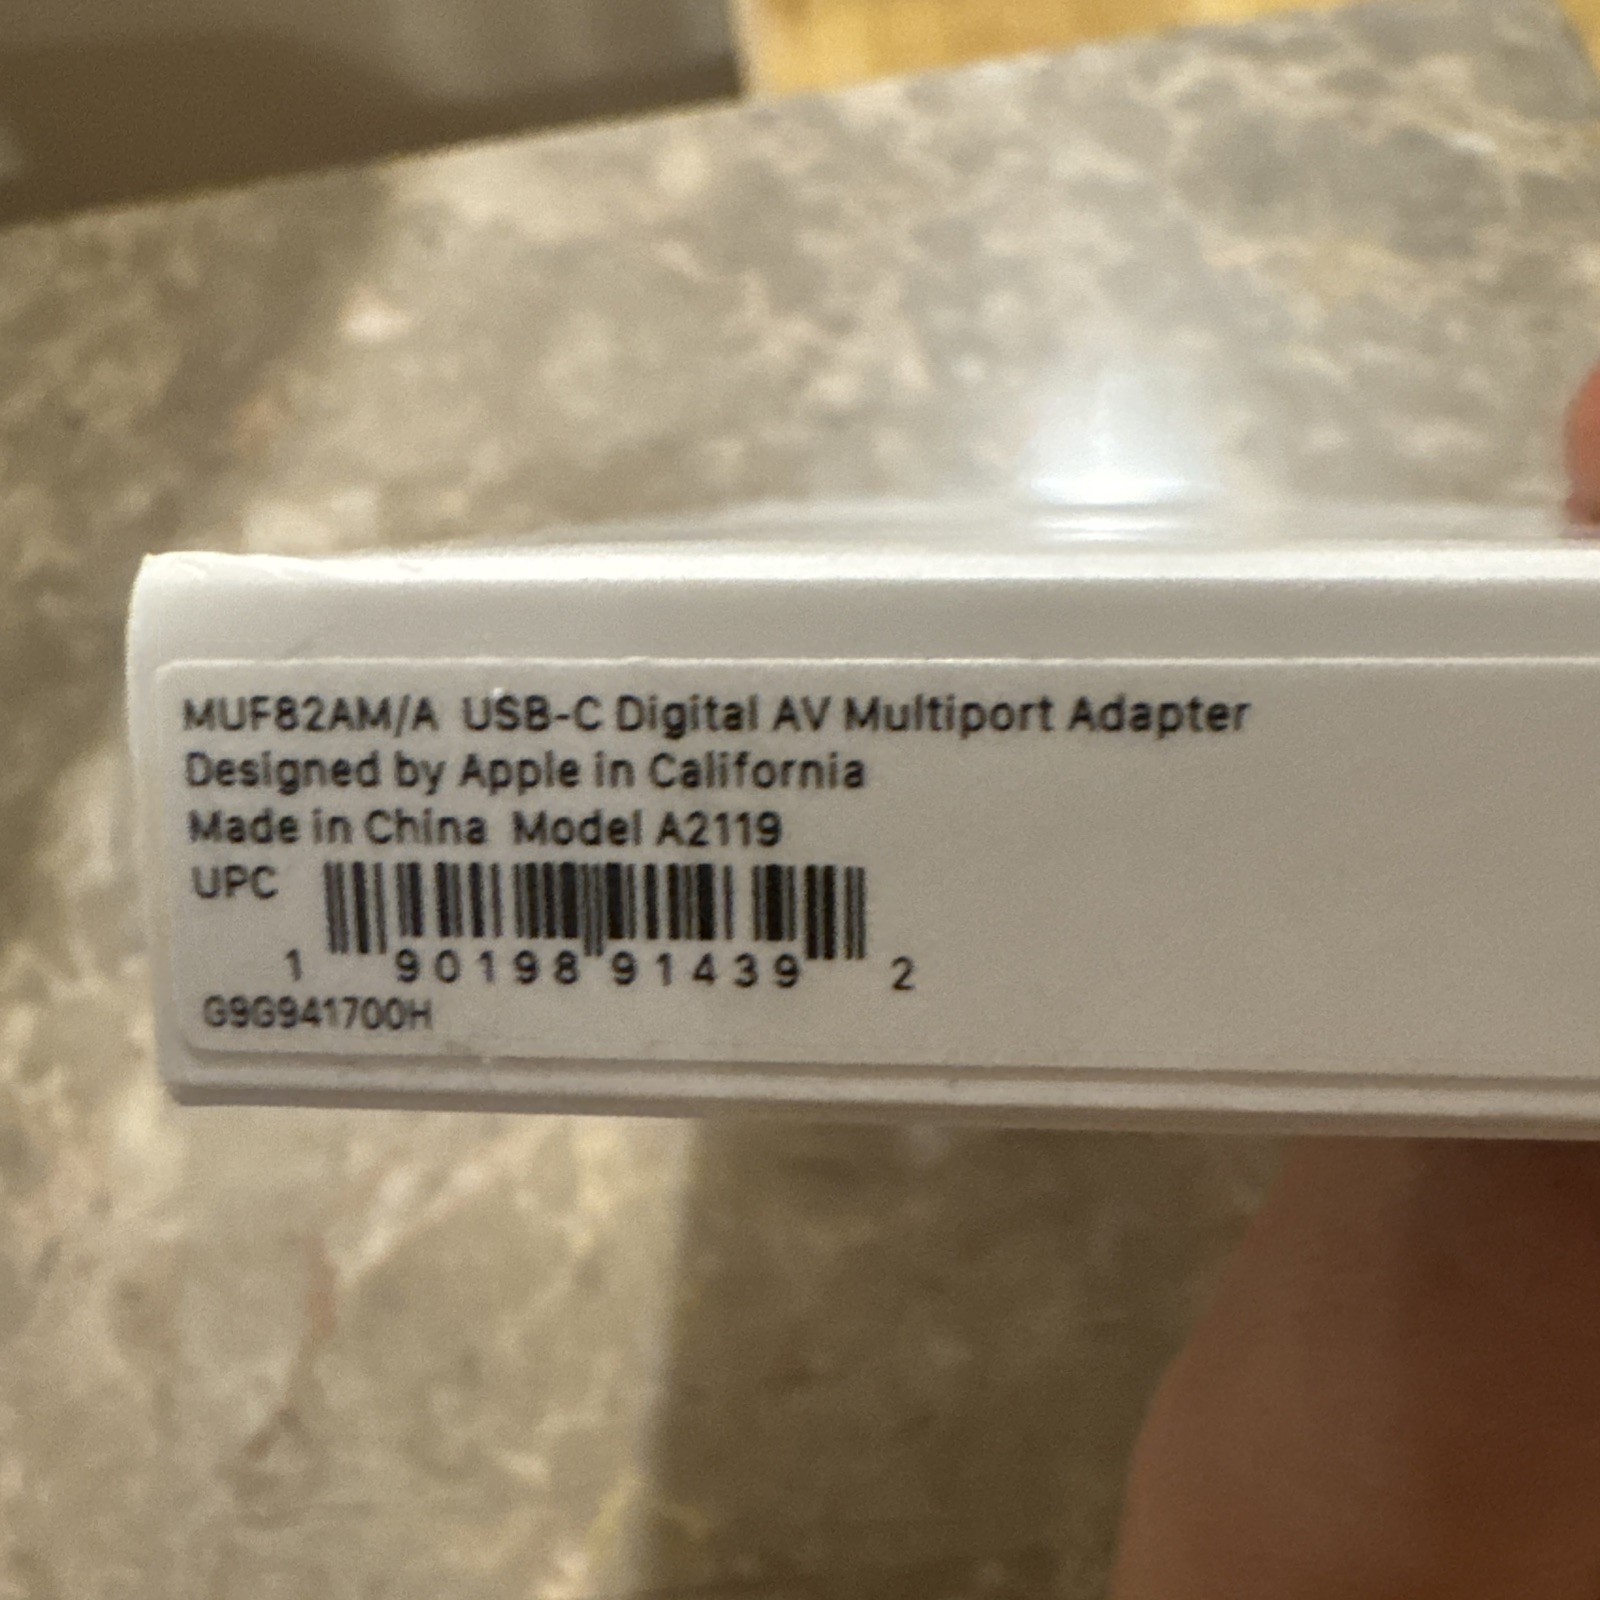 MUF82AM/A USB-C Digital AV Multiport Adapter
Designed by Apple in California
Made in China Model A2119
UPC
1 90198 91439 2
G9G941700H